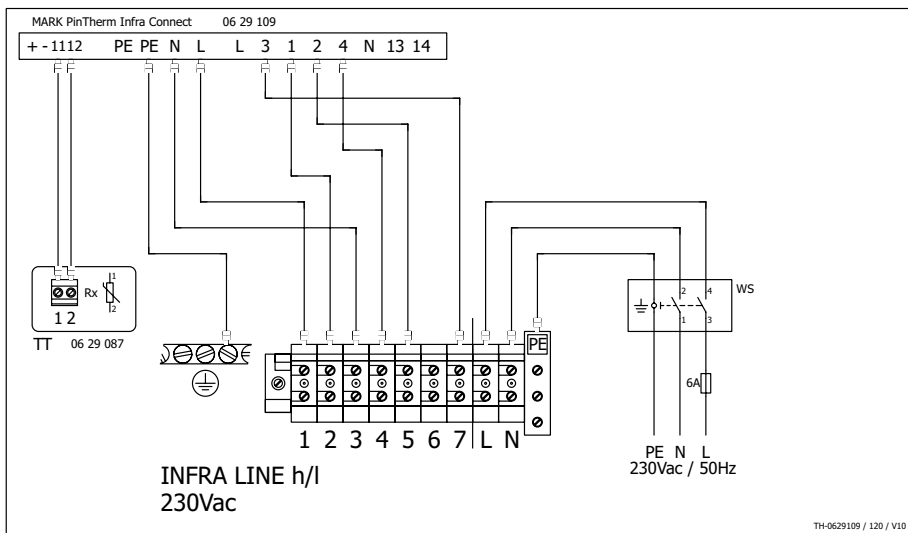 MARK PinTherm Infra Connect 06 29 109
+ - 11 12 PE PE N L L 3 1 2 4 N 13 14
1
Rx
2
1 2
TT 06 29 087
2 4 WS
1 3
PE
6A
1 2 3 4 5 6 7 L N
PE N L
230Vac / 50Hz
INFRA LINE h/l
230Vac
TH-0629109 / 120 / V10